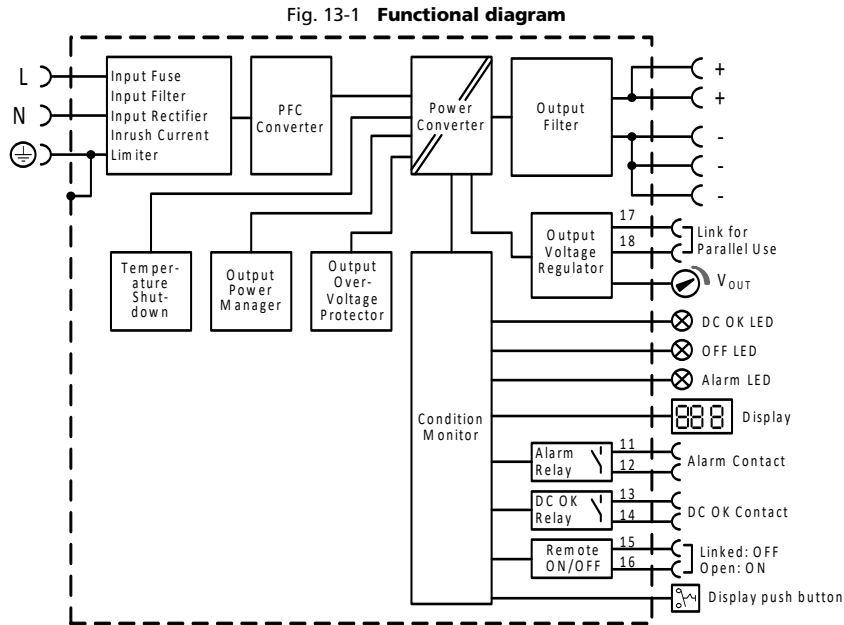 Fig. 13-1 Functional diagram
L
N
Input Fuse
Input Filter
Input Rectifier
Inrush Current
Limiter
PFC
Converter
Power
Converter
Output
Filter
+
+
-
-
-
Temper-
ature
Shut-
down
Output
Power
Manager
Output
Over-
Voltage
Protector
Output
Voltage
Regulator
17
18
Link for
Parallel Use
VOUT
Condition
Monitor
DC OK LED
OFF LED
Alarm LED
888
Display
Alarm
Relay
11
12
Alarm Contact
DC OK
Relay
13
14
DC OK Contact
Remote
ON/OFF
15
16
Linked: OFF
Open: ON
Display push button